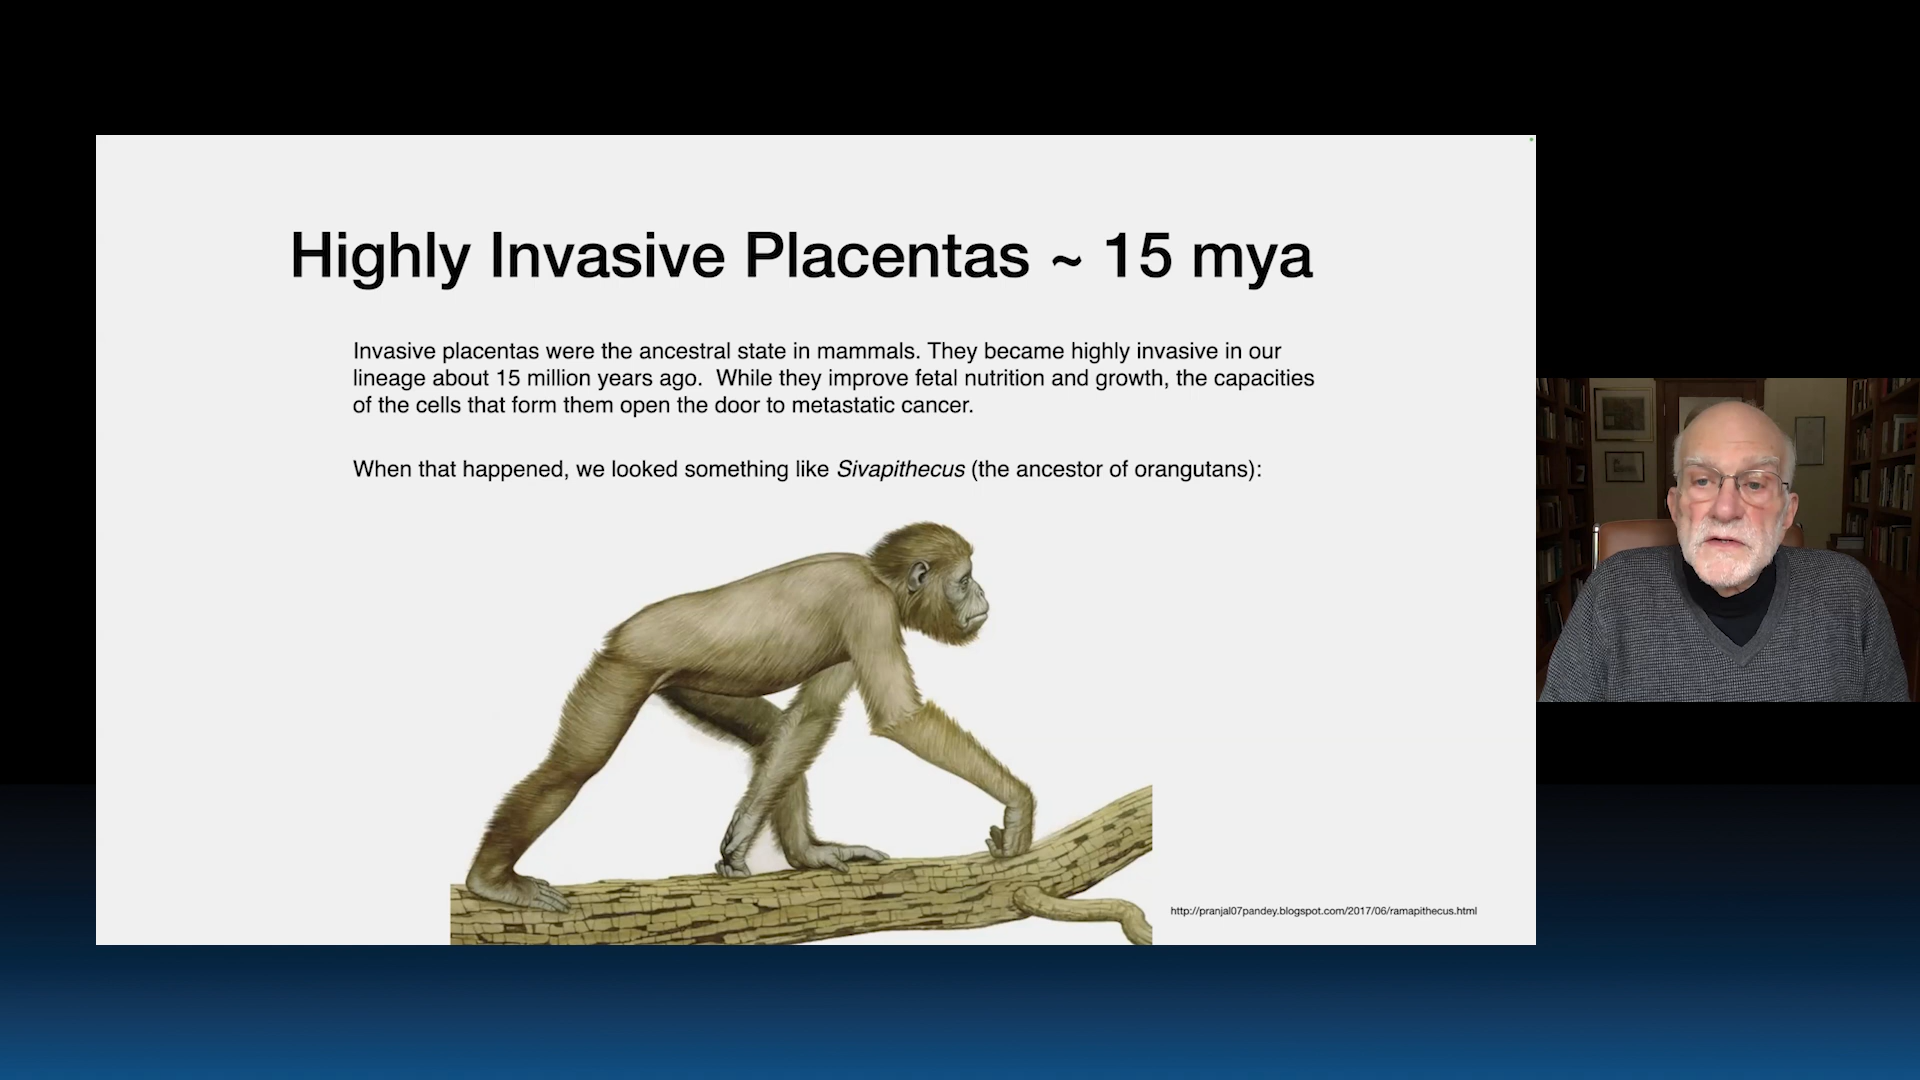 Highly Invasive Placentas ~ 15 mya
Invasive placentas were the ancestral state in mammals. They became highly invasive in our
lineage about 15 million years ago.  While they improve fetal nutrition and growth, the capacities
of the cells that form them open the door to metastatic cancer.
When that happened, we looked something like Sivapithecus (the ancestor of orangutans):
http://pranjal07pandey.blogspot.com/2017/06/ramapithecus.html